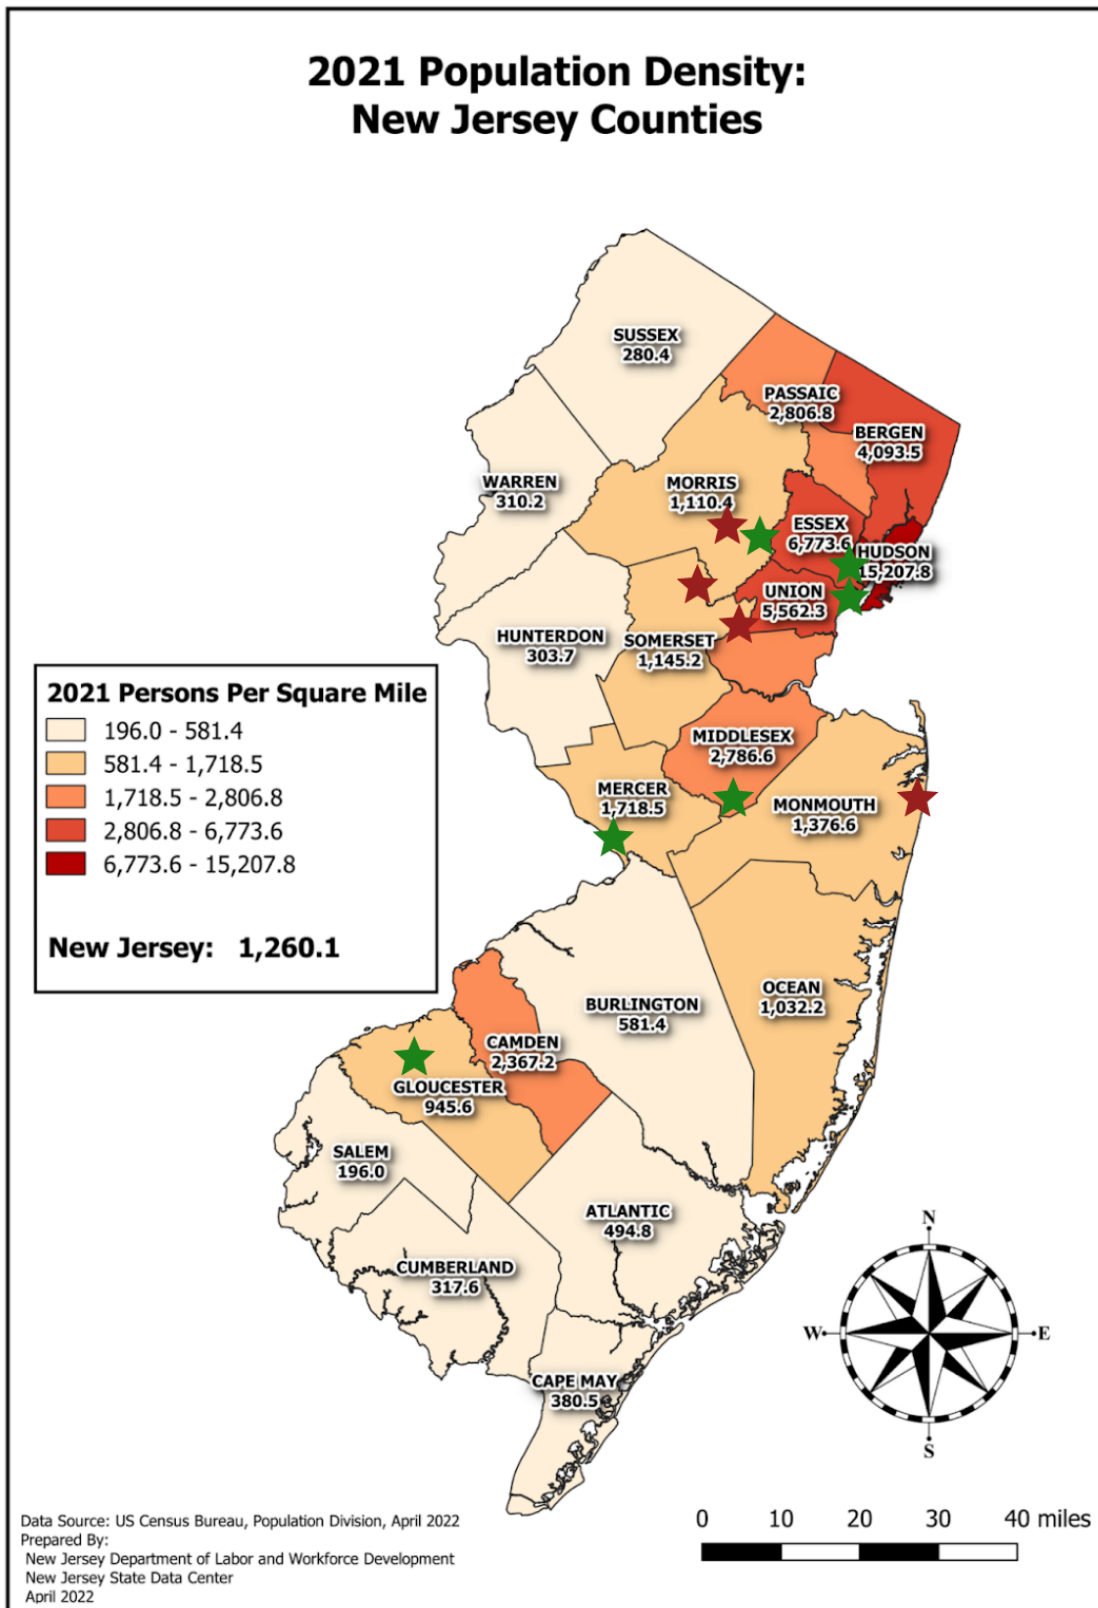 2021 Population Density:
New Jersey Counties
SUSSEX
280.4
PASSAIC
2,806.8
BERGEN
4,093.5
WARREN
310.2
MORRIS
1,110.4
ESSEX
6,773.6
HUDSON
15,207.8
UNION
5,562.3
HUNTERDON
303.7
SOMERSET
1,145.2
2021 Persons Per Square Mile
196.0 - 581.4
581.4 - 1,718.5
1,718.5 - 2,806.8
2,806.8 - 6,773.6
6,773.6 - 15,207.8
New Jersey: 1,260.1
MIDDLESEX
2,786.6
MERCER
1,718.5
MONMOUTH
1,376.6
OCEAN
1,032.2
BURLINGTON
581.4
CAMDEN
2,367.2
GLOUCESTER
945.6
SALEM
196.0
ATLANTIC
494.8
CUMBERLAND
317.6
CAPE MAY
380.5
N
W
E
S
Data Source: US Census Bureau, Population Division, April 2022
Prepared By:
New Jersey Department of Labor and Workforce Development
New Jersey State Data Center
April 2022
0 10 20 30 40 miles